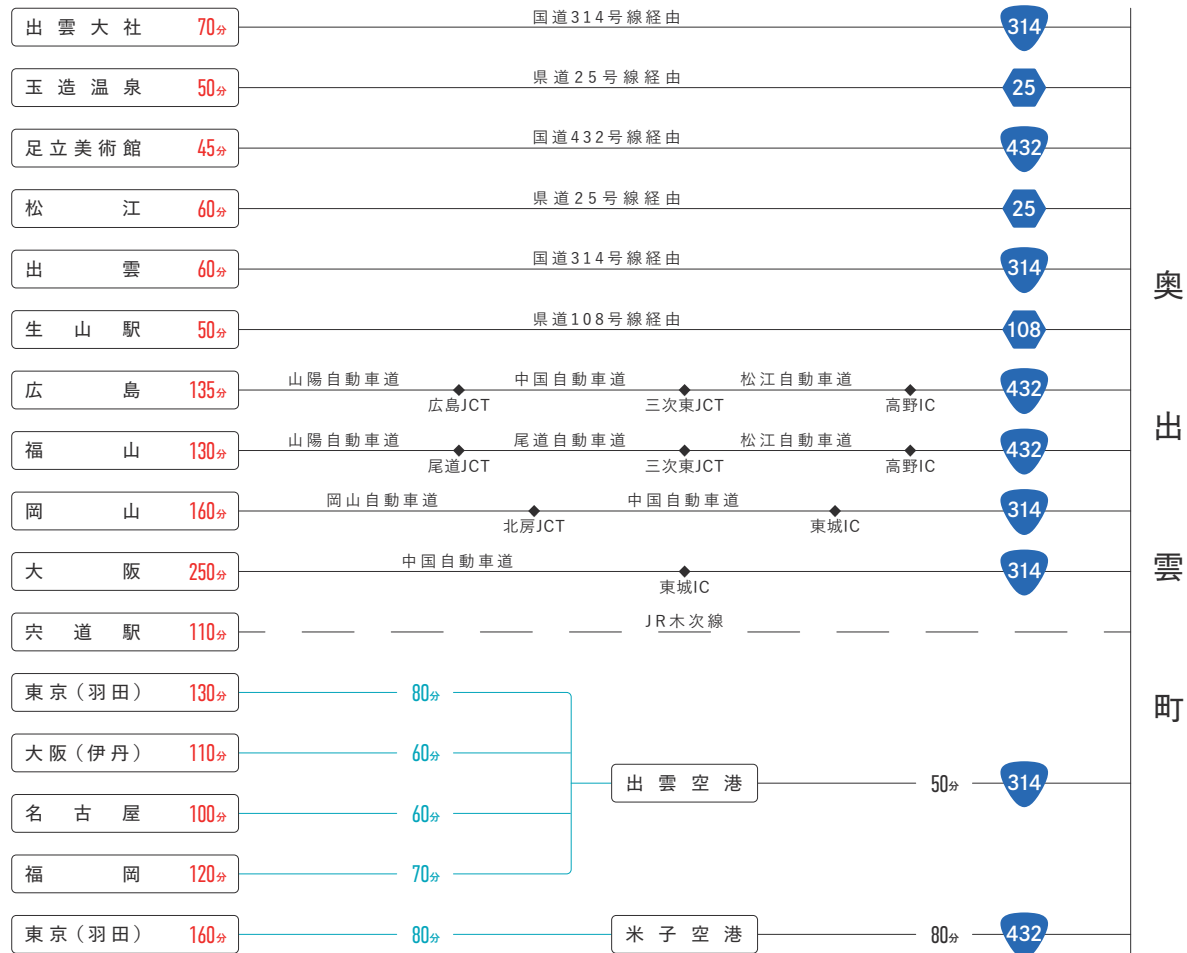 出雲大社 70分 国道314号線経由 314
玉造温泉 50分 県道25号線経由 25
足立美術館 45分 国道432号線経由 432
松江 60分 県道25号線経由 25
出雲 60分 国道314号線経由 314
生山駅 50分 県道108号線経由 108
広島 135分 山陽自動車道 中国自動車道 松江自動車道 432
広島JCT 三次東JCT 高野IC
福山 130分 山陽自動車道 尾道自動車道 松江自動車道 432
尾道JCT 三次東JCT 高野IC
岡山 160分 岡山自動車道 中国自動車道 314
北房JCT 東城IC
大阪 250分 中国自動車道 314
東城IC
宍道駅 110分 JR木次線
東京(羽田) 130分 80分
大阪(伊丹) 110分 60分
出雲空港 50分 314
名古屋 100分 60分
福岡 120分 70分
東京(羽田) 160分 80分 米子空港 80分 432
奥出雲町